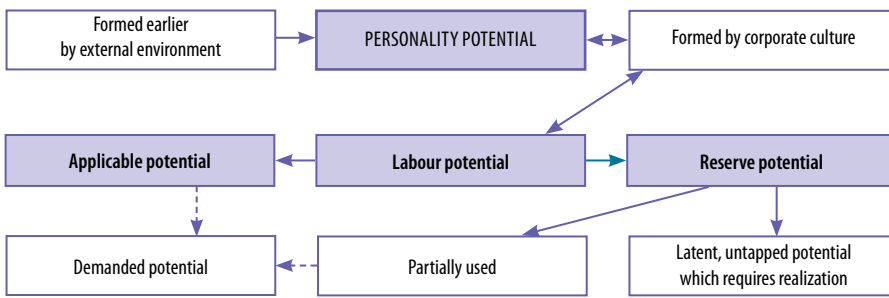 Formed earlier
by external environment
PERSONALITY POTENTIAL
Formed by corporate culture
Applicable potential
Labour potential
Reserve potential
Demanded potential
Partially used
Latent, untapped potential
which requires realization